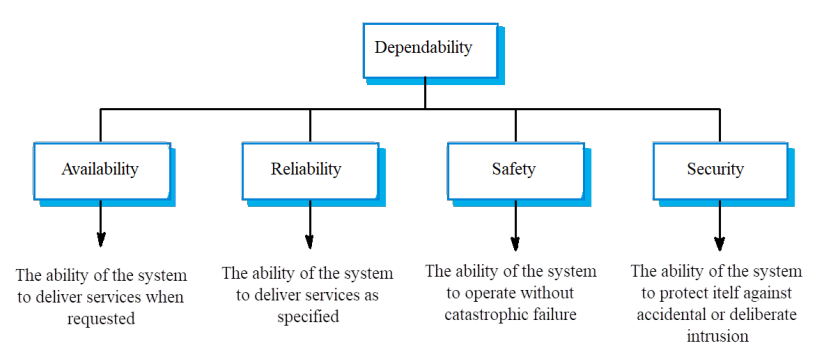 Dependability
Availability
Reliability
Safety
Security
The ability of the system
to deliver services when
requested
The ability of the system
to deliver services as
specified
The ability of the system
to operate without
catastrophic failure
The ability of the system
to protect itelf against
accidental or deliberate
intrusion